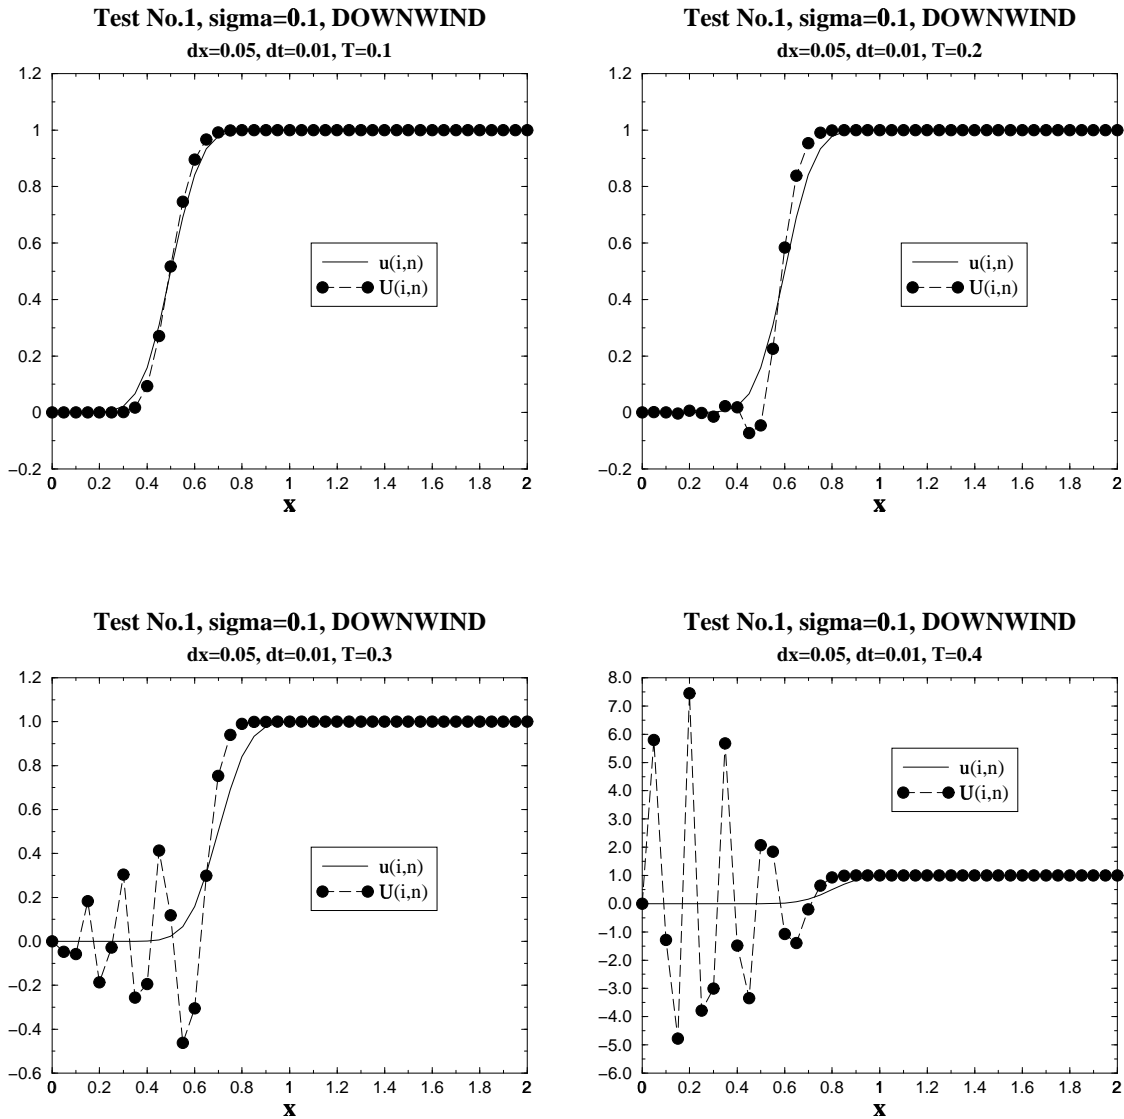 Test No.1, sigma=0.1, DOWNWIND
dx=0.05, dt=0.01, T=0.1
1.2
1
0.8
0.6
0.4
0.2
0
−0.2
0 0.2 0.4 0.6 0.8 1 1.2 1.4 1.6 1.8 2
x
u(i,n)
U(i,n)
Test No.1, sigma=0.1, DOWNWIND
dx=0.05, dt=0.01, T=0.2
1.2
1
0.8
0.6
0.4
0.2
0
−0.2
0 0.2 0.4 0.6 0.8 1 1.2 1.4 1.6 1.8 2
x
u(i,n)
U(i,n)
Test No.1, sigma=0.1, DOWNWIND
dx=0.05, dt=0.01, T=0.3
1.2
1.0
0.8
0.6
0.4
0.2
0.0
−0.2
−0.4
−0.6
0 0.2 0.4 0.6 0.8 1 1.2 1.4 1.6 1.8 2
x
u(i,n)
U(i,n)
Test No.1, sigma=0.1, DOWNWIND
dx=0.05, dt=0.01, T=0.4
8.0
7.0
6.0
5.0
4.0
3.0
2.0
1.0
0.0
−1.0
−2.0
−3.0
−4.0
−5.0
−6.0
0 0.2 0.4 0.6 0.8 1 1.2 1.4 1.6 1.8 2
x
u(i,n)
U(i,n)